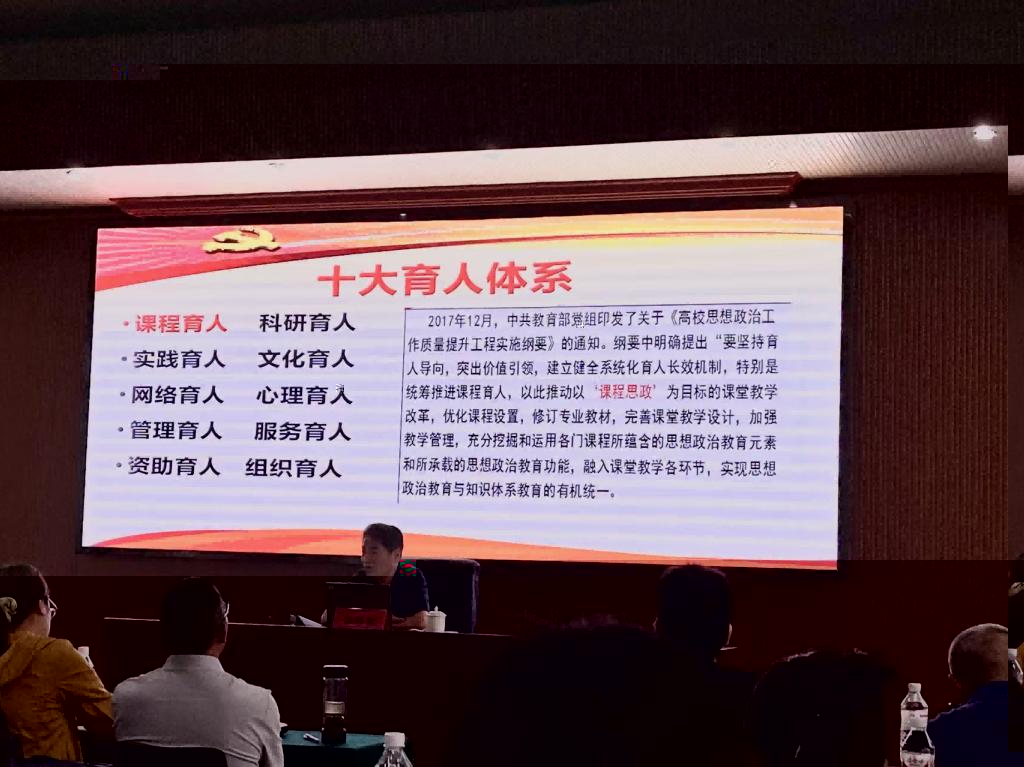 十大育人体系
·课程育人 科研育人
·实践育人 文化育人
·网络育人 心理育人
·管理育人 服务育人
·资助育人 组织育人
2017年12月，中共教育部党组印发了关于《高校思想政治工
作质量提升工程实施纲要》的通知。纲要中明确提出“要坚持育
人导向，突出价值引领，建立健全系统化育人长效机制，特别是
统筹推进课程育人，以此推动以‘课程思政’为目标的课堂教学
改革，优化课程设置，修订专业教材，完善课堂教学设计，加强
教学管理，充分挖掘和运用各门课程所蕴含的思想政治教育元素
和所承载的思想政治教育功能，融入课堂教学各环节，实现思想
政治教育与知识体系教育的有机统一。